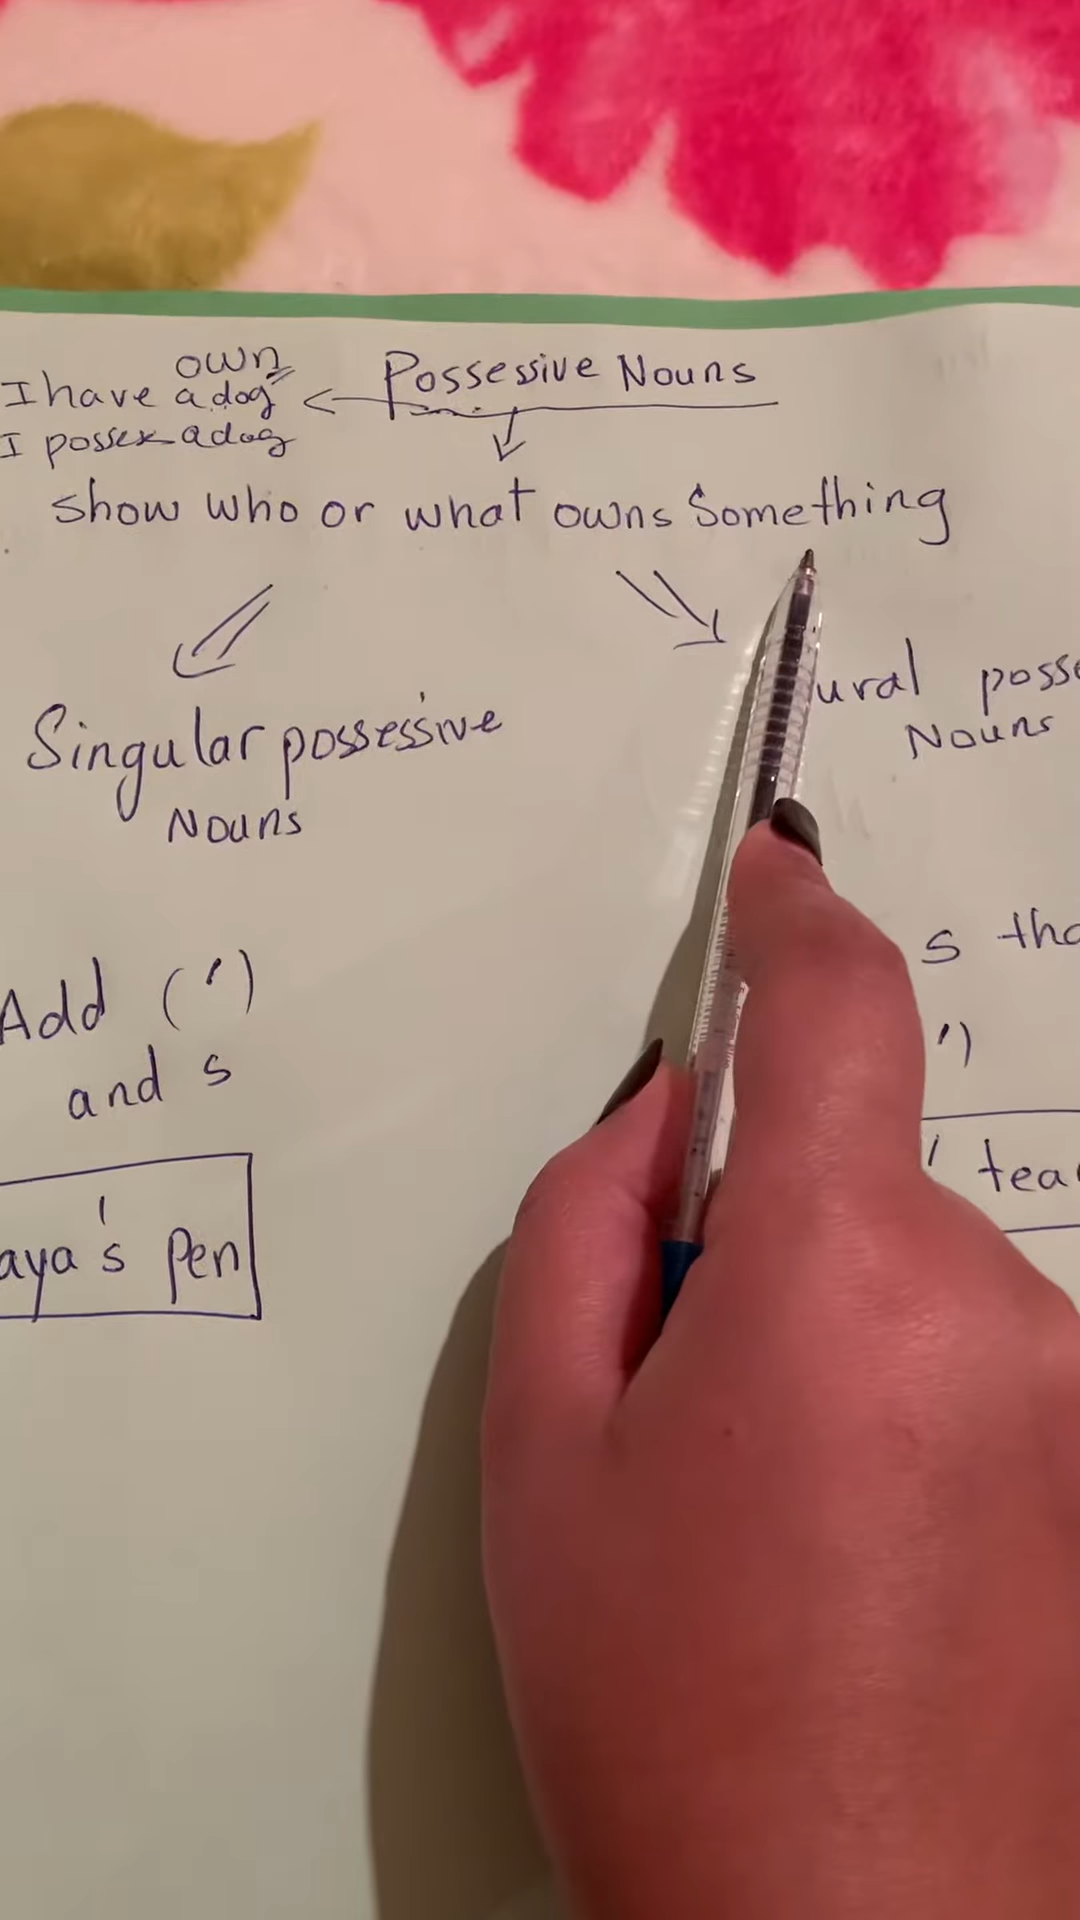 own
Possessive Nouns
I have a dog
I possess a dog
show who or what owns Something
Singular possessive
Nouns
ural posse
Nouns
Add (')
and s
s tha
')
' tea
aya's Pen